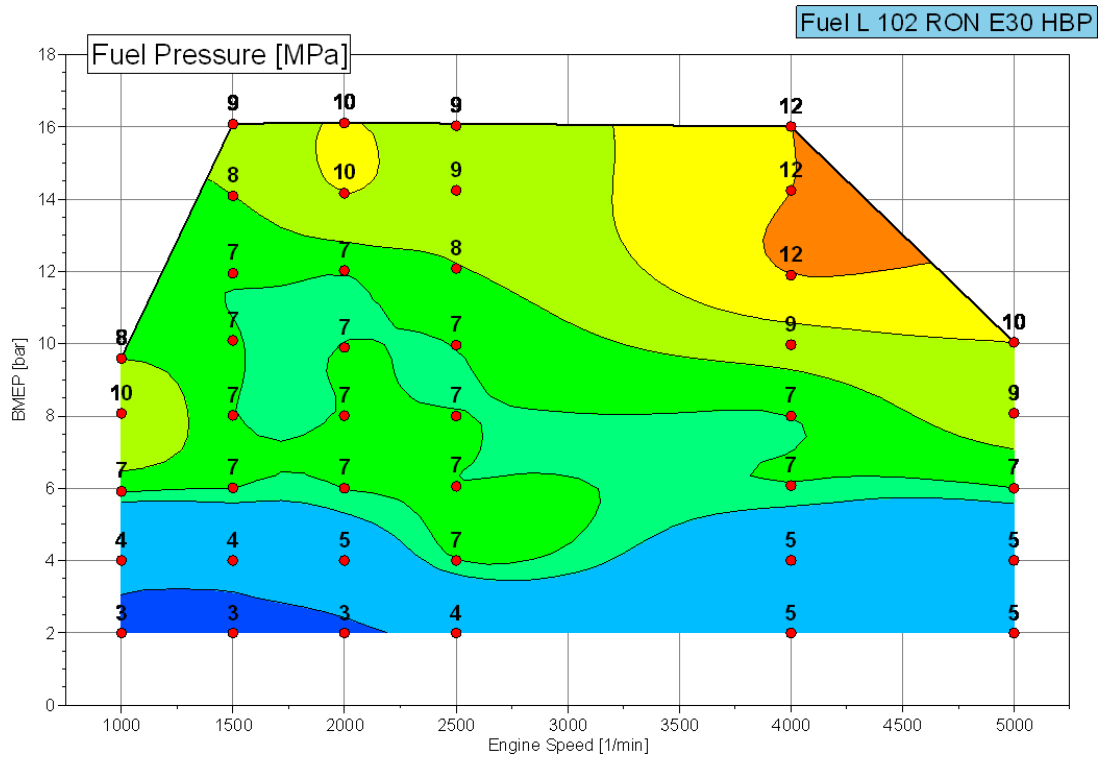 Fuel L 102 RON E30 HBP
Fuel Pressure [MPa]
18
16
14
12
10
8
6
4
2
0
BMEP [bar]
9 10 9 12
8 10 9 12
7 7 8 12
8 7 7 7 9 10
10 7 7 7 7 9
7 7 7 7 7 7
4 4 5 7 5 5
3 3 3 4 5 5
1000 1500 2000 2500 3000 3500 4000 4500 5000
Engine Speed [1/min]